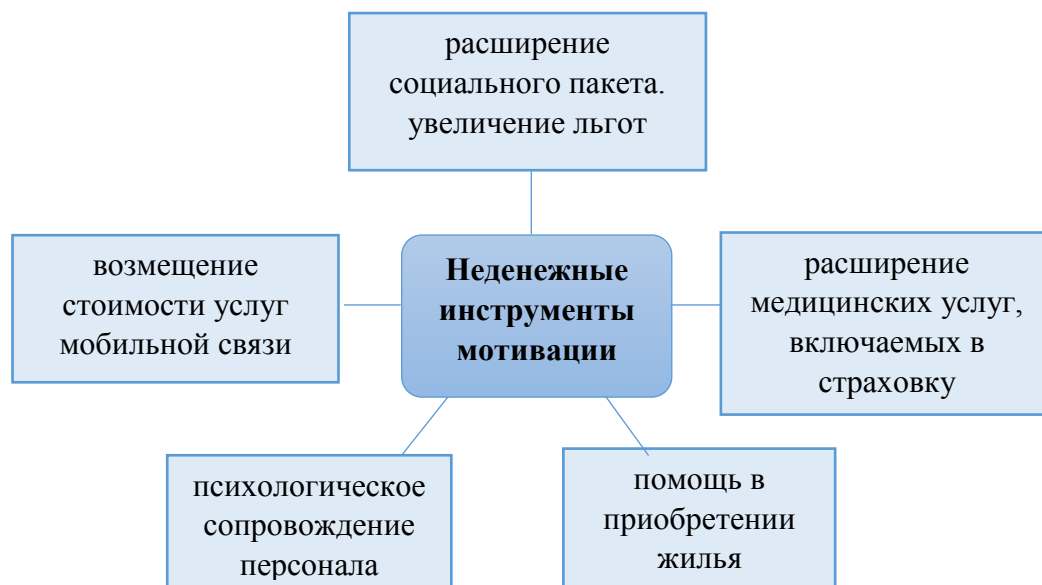 расширение
социального пакета.
увеличение льгот
возмещение
стоимости услуг
мобильной связи
Неденежные
инструменты
мотивации
расширение
медицинских услуг,
включаемых в
страховку
психологическое
сопровождение
персонала
помощь в
приобретении
жилья